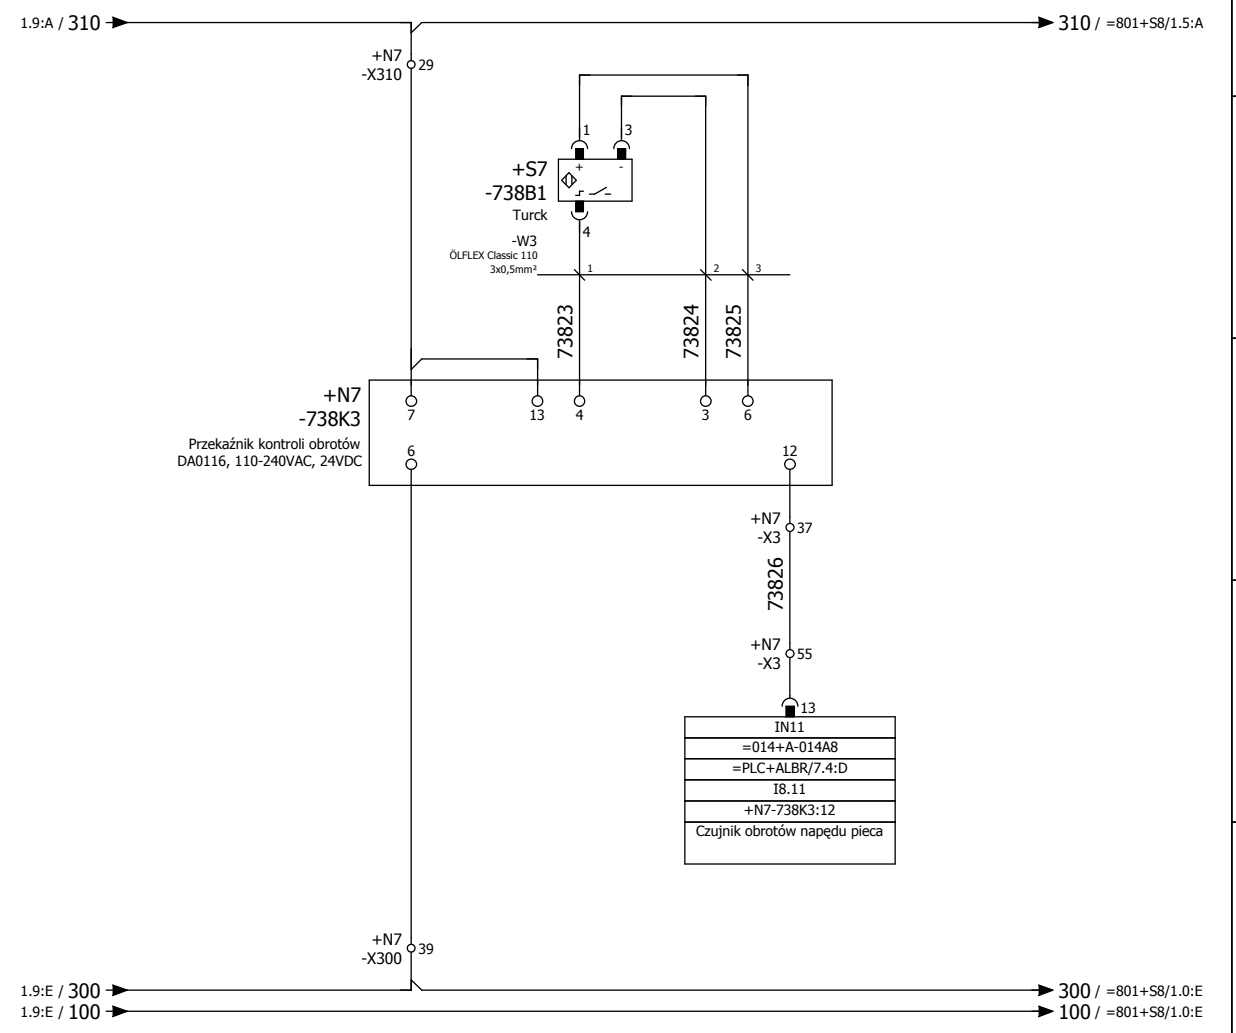 1.9:A / 310
310 / =801+S8/1.5:A
+N7
-X310
29
1
3
+S7
-738B1
Turck
+
-
4
-W3
ÖLFLEX Classic 110
3x0,5mm²
1
2
3
73823
73824
73825
+N7
-738K3
Przekaźnik kontroli obrotów
DA0116, 110-240VAC, 24VDC
7
13
4
3
6
6
12
+N7
-X3
37
73826
+N7
-X3
55
13
IN11
=014+A-014A8
=PLC+ALBR/7.4:D
I8.11
+N7-738K3:12
Czujnik obrotów napędu pieca
+N7
-X300
39
1.9:E / 300
300 / =801+S8/1.0:E
1.9:E / 100
100 / =801+S8/1.0:E